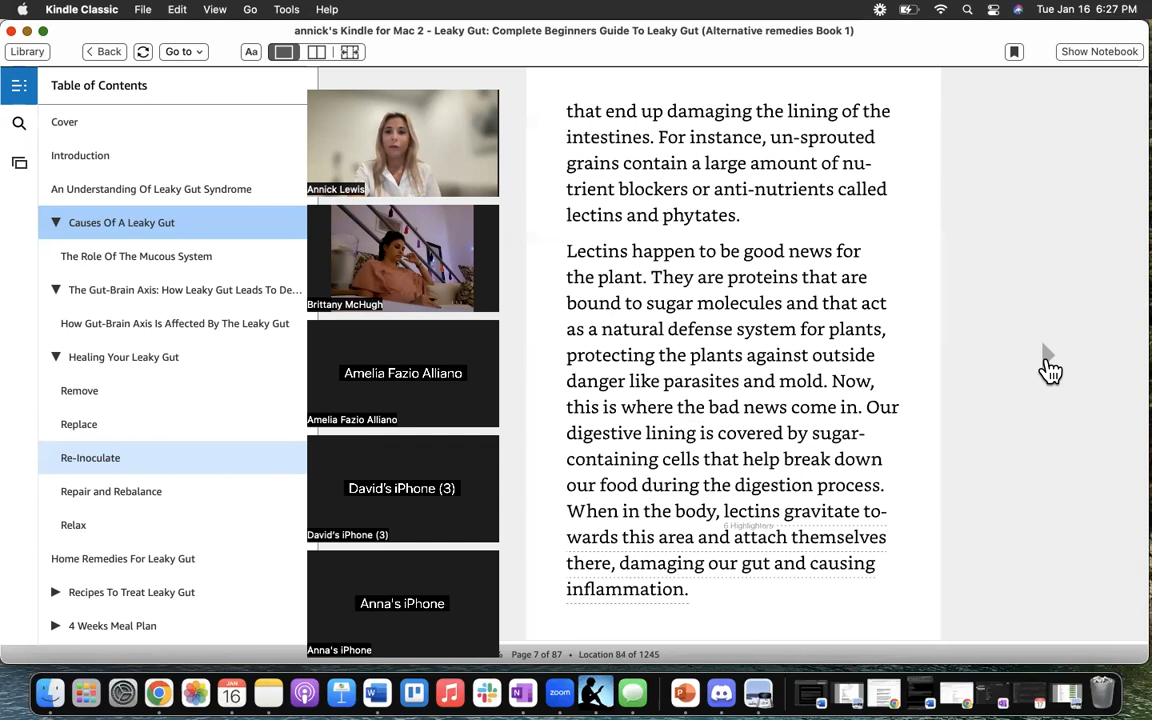 Kindle Classic File Edit View Go Tools Help
Tue Jan 16 6:27 PM
annick's Kindle for Mac 2 - Leaky Gut: Complete Beginners Guide To Leaky Gut (Alternative remedies Book 1)
Library
Back
Go to
Aa
Show Notebook
Table of Contents
Cover
Introduction
An Understanding Of Leaky Gut Syndrome
Causes Of A Leaky Gut
The Role Of The Mucous System
The Gut-Brain Axis: How Leaky Gut Leads To De...
How Gut-Brain Axis Is Affected By The Leaky Gut
Healing Your Leaky Gut
Remove
Replace
Re-Inoculate
Repair and Rebalance
Relax
Home Remedies For Leaky Gut
Recipes To Treat Leaky Gut
4 Weeks Meal Plan
Annick Lewis
Brittany McHugh
Amelia Fazio Alliano
Amelia Fazio Alliano
David's iPhone (3)
David's iPhone (3)
Anna's iPhone
Anna's iPhone
that end up damaging the lining of the
intestines. For instance, un-sprouted
grains contain a large amount of nu-
trient blockers or anti-nutrients called
lectins and phytates.
Lectins happen to be good news for
the plant. They are proteins that are
bound to sugar molecules and that act
as a natural defense system for plants,
protecting the plants against outside
danger like parasites and mold. Now,
this is where the bad news come in. Our
digestive lining is covered by sugar-
containing cells that help break down
our food during the digestion process.
When in the body, lectins gravitate to-
6 Highlighters
wards this area and attach themselves
there, damaging our gut and causing
inflammation.
Page 7 of 87 • Location 84 of 1245
JAN
16
zoom